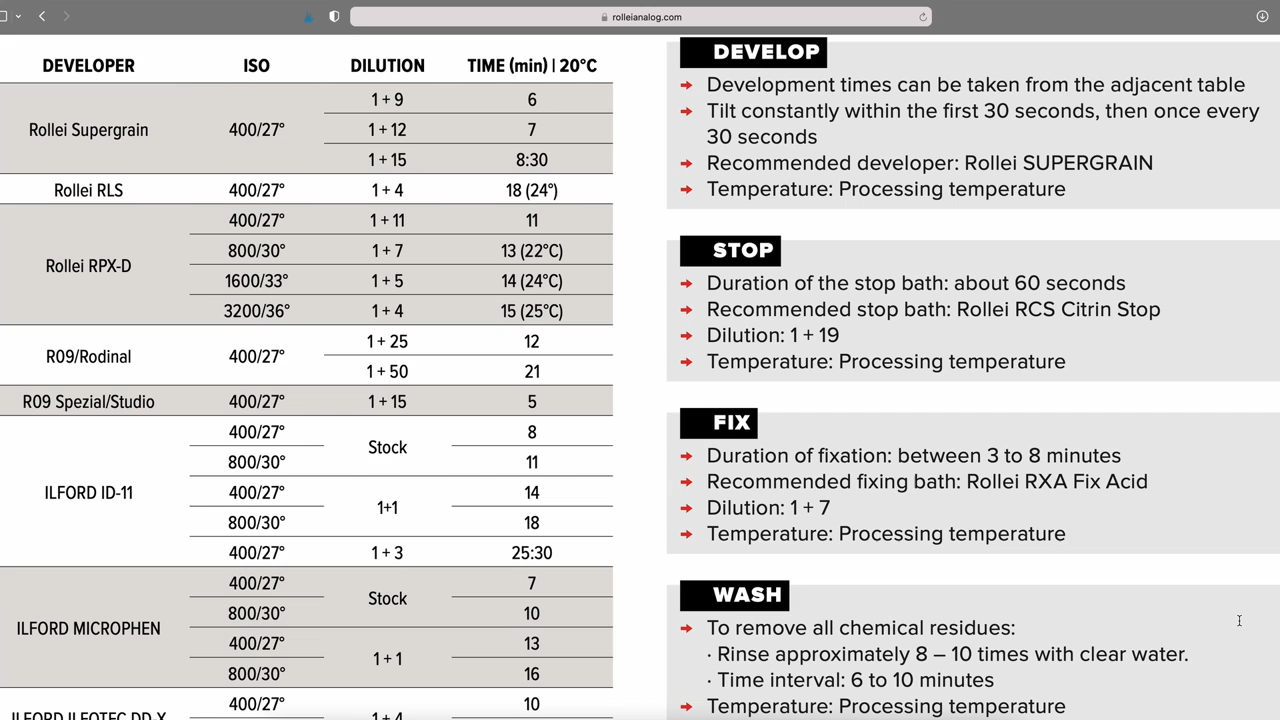 rolleianalog.com
DEVELOPER ISO DILUTION TIME (min) | 20°C
Rollei Supergrain 400/27° 1 + 9 6
1 + 12 7
1 + 15 8:30
Rollei RLS 400/27° 1 + 4 18 (24°)
Rollei RPX-D 400/27° 1 + 11 11
800/30° 1 + 7 13 (22°C)
1600/33° 1 + 5 14 (24°C)
3200/36° 1 + 4 15 (25°C)
R09/Rodinal 400/27° 1 + 25 12
1 + 50 21
R09 Spezial/Studio 400/27° 1 + 15 5
ILFORD ID-11 400/27° Stock 8
800/30° 11
400/27° 1+1 14
800/30° 18
400/27° 1 + 3 25:30
ILFORD MICROPHEN 400/27° Stock 7
800/30° 10
400/27° 1 + 1 13
800/30° 16
ILFORD ILFOTEC DD-X 400/27° 1 + 4 10
DEVELOP
Development times can be taken from the adjacent table
Tilt constantly within the first 30 seconds, then once every
30 seconds
Recommended developer: Rollei SUPERGRAIN
Temperature: Processing temperature
STOP
Duration of the stop bath: about 60 seconds
Recommended stop bath: Rollei RCS Citrin Stop
Dilution: 1 + 19
Temperature: Processing temperature
FIX
Duration of fixation: between 3 to 8 minutes
Recommended fixing bath: Rollei RXA Fix Acid
Dilution: 1 + 7
Temperature: Processing temperature
WASH
To remove all chemical residues:
· Rinse approximately 8 – 10 times with clear water.
· Time interval: 6 to 10 minutes
Temperature: Processing temperature